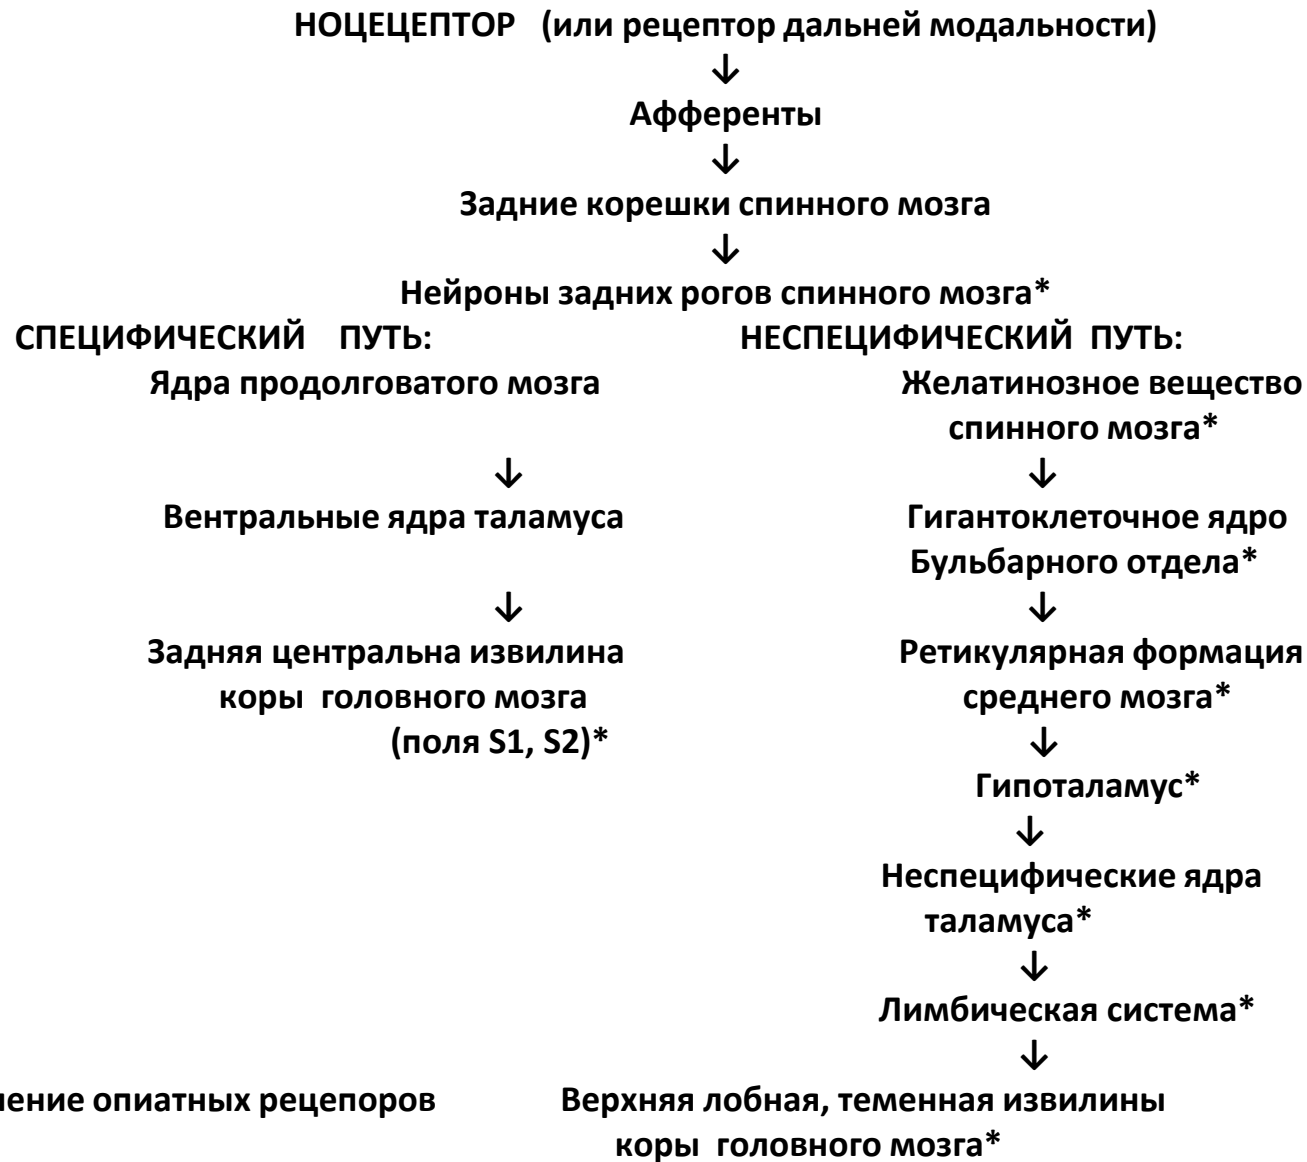 НОЦЕЦЕПТОР (или рецептор дальней модальности)
↓
Афференты
↓
Задние корешки спинного мозга
↓
Нейроны задних рогов спинного мозга*
СПЕЦИФИЧЕСКИЙ ПУТЬ: НЕСПЕЦИФИЧЕСКИЙ ПУТЬ:
Ядра продолговатого мозга Желатинозное вещество
спинного мозга*
↓ ↓
Вентральные ядра таламуса Гигантоклеточное ядро
Бульбарного отдела*
↓ ↓
Задняя центральна извилина Ретикулярная формация
коры головного мозга среднего мозга*
(поля S1, S2)* ↓
Гипоталамус*
↓
Неспецифические ядра
таламуса*
↓
Лимбическая система*
↓
опиатных рецепоров Верхняя лобная, теменная извилины
коры головного мозга*